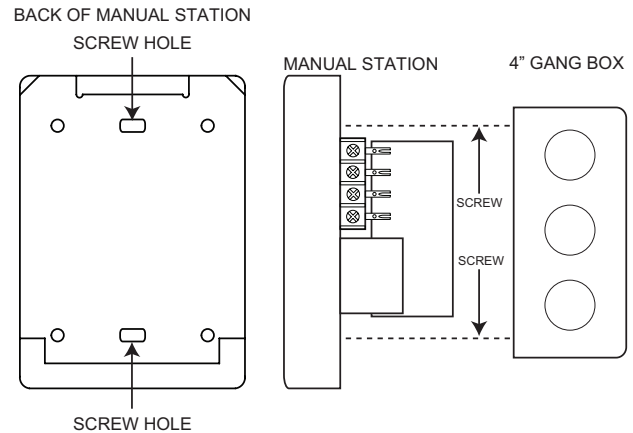 BACK OF MANUAL STATION
SCREW HOLE
MANUAL STATION
4” GANG BOX
SCREW
SCREW
SCREW HOLE